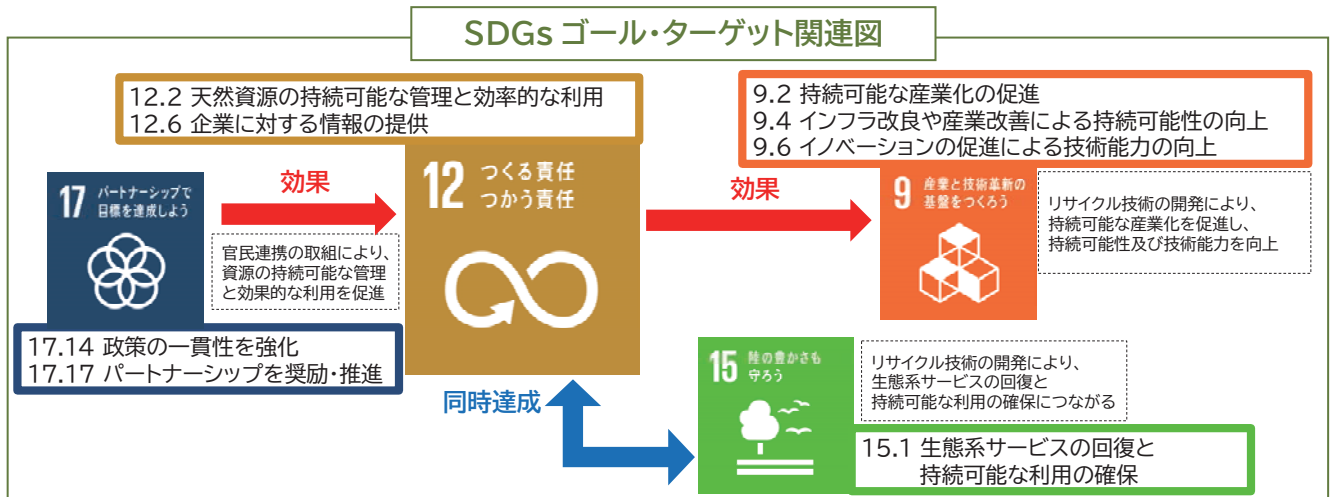 SDGs ゴール・ターゲット関連図
12.2 天然資源の持続可能な管理と効率的な利用
12.6 企業に対する情報の提供
9.2 持続可能な産業化の促進
9.4 インフラ改良や産業改善による持続可能性の向上
9.6 イノベーションの促進による技術能力の向上
17 パートナーシップで
目標を達成しよう
効果
官民連携の取組により、
資源の持続可能な管理
と効果的な利用を促進
12 つくる責任
つかう責任
効果
9 産業と技術革新の
基盤をつくろう
リサイクル技術の開発により、
持続可能な産業化を促進し、
持続可能性及び技術能力を向上
17.14 政策の一貫性を強化
17.17 パートナーシップを奨励・推進
同時達成
15 陸の豊かさも
守ろう
リサイクル技術の開発により、
生態系サービスの回復と
持続可能な利用の確保につながる
15.1 生態系サービスの回復と
持続可能な利用の確保